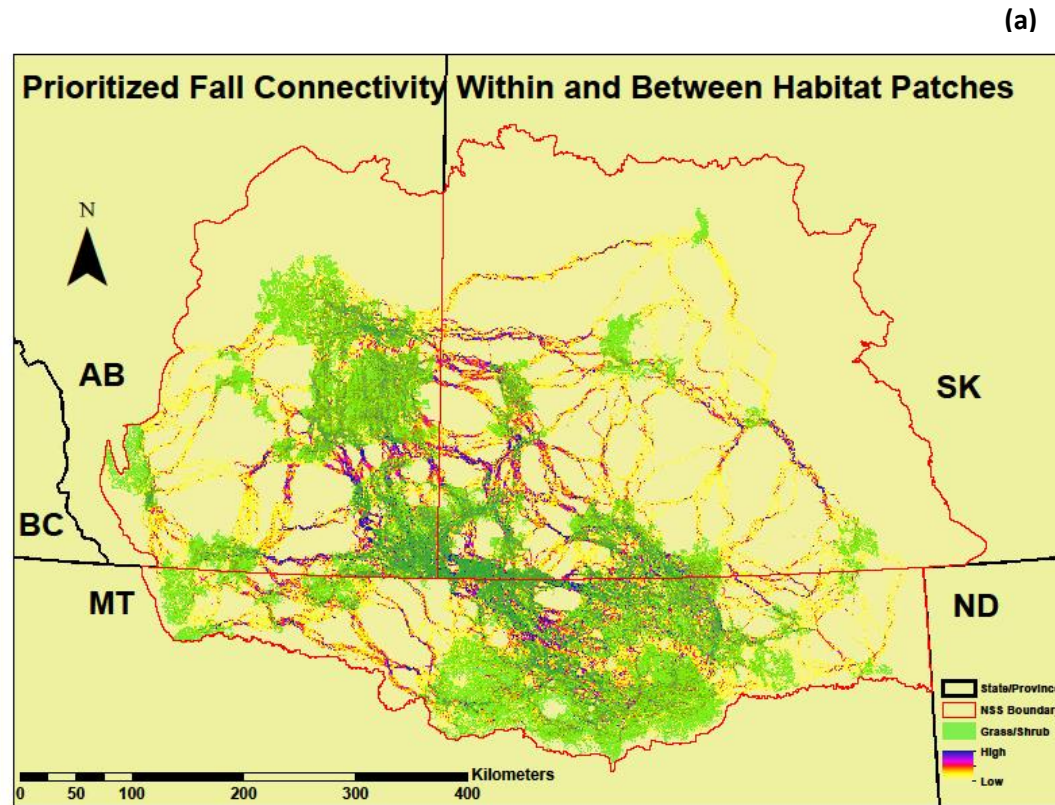 (a)
Prioritized Fall Connectivity Within and Between Habitat Patches
N
AB
SK
BC
MT
ND
State/Province
NSS Boundar
Grass/Shrub
High
Low
Kilometers
0 50 100 200 300 400